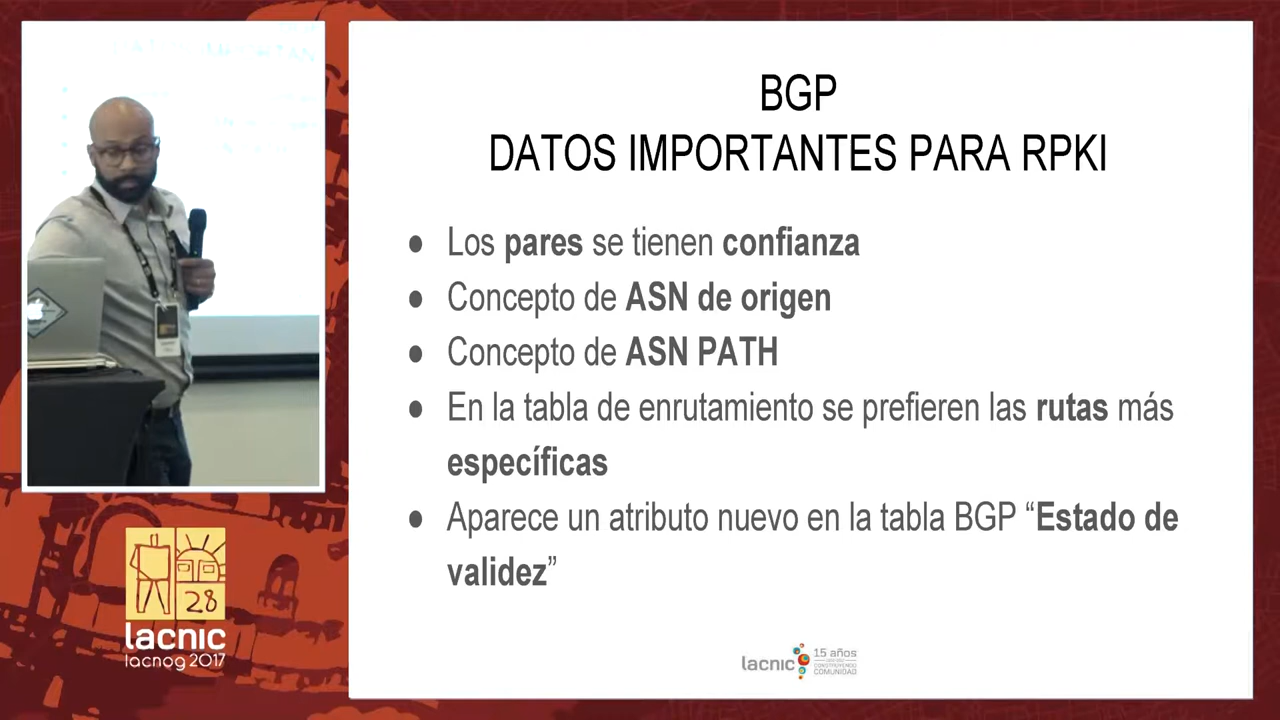 BGP
DATOS IMPORTANTES PARA RPKI
● Los pares se tienen confianza
● Concepto de ASN de origen
● Concepto de ASN PATH
● En la tabla de enrutamiento se prefieren las rutas más
específicas
● Aparece un atributo nuevo en la tabla BGP “Estado de
validez”
lacnic
15 años
CONSTRUYENDO
COMUNIDAD
28
lacnic
lacnog 2017